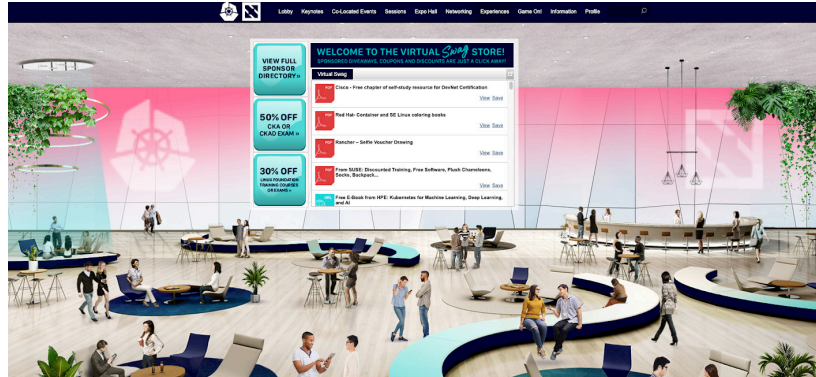 Lobby Keynotes Co-Located Events Sessions Expo Hall Networking Experiences Game On! Information Profile
VIEW FULL
SPONSOR
DIRECTORY »
50% OFF
CKA OR
CKAD EXAM »
30% OFF
LINUX FOUNDATION
TRAINING COURSES
OR EXAMS »
WELCOME TO THE VIRTUAL Swag STORE!
SPONSORED GIVEAWAYS, COUPONS AND DISCOUNTS ARE JUST A CLICK AWAY!
Virtual Swag
PDF
Cisco - Free chapter of self-study resource for DevNet Certification
View Save
PDF
Red Hat- Container and SE Linux coloring books
View Save
PDF
Rancher – Selfie Voucher Drawing
View Save
PDF
From SUSE: Discounted Training, Free Software, Plush Chameleons,
Socks, Backpack...
View Save
Free E-Book from HPE: Kubernetes for Machine Learning, Deep Learning,
and AI